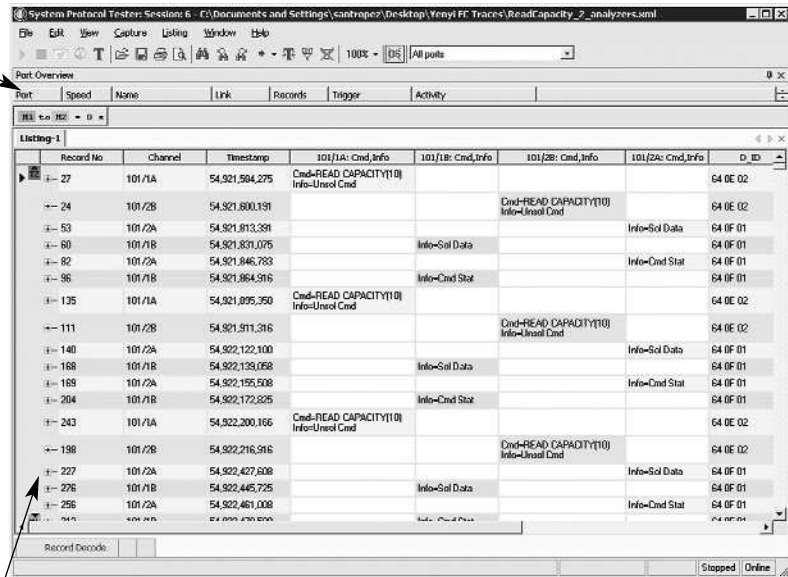 System Protocol Tester: Session: 6 - C:\Documents and Settings\santropez\Desktop\Yenyi FC Traces\ReadCapacity_2_analyzers.xml
File Edit View Capture Listing Window Help
100% All ports
Port Overview
Port Speed Name Link Records Trigger Activity
M1 to M2 = 0 s
Listing-1
Record No Channel Timestamp 101/1A: Cmd,Info 101/1B: Cmd,Info 101/2B: Cmd,Info 101/2A: Cmd,Info D_ID
27 101/1A 54,921,584,275 Cmd=READ CAPACITY(10) Info=Unsol Cmd 64 0E 02
24 101/2B 54,921,600,191 Cmd=READ CAPACITY(10) Info=Unsol Cmd 64 0E 02
53 101/2A 54,921,813,391 Info=Sol Data 64 0F 01
60 101/1B 54,921,831,075 Info=Sol Data 64 0F 01
82 101/2A 54,921,846,783 Info=Cmd Stat 64 0F 01
96 101/1B 54,921,864,916 Info=Cmd Stat 64 0F 01
135 101/1A 54,921,895,350 Cmd=READ CAPACITY(10) Info=Unsol Cmd 64 0E 02
111 101/2B 54,921,911,316 Cmd=READ CAPACITY(10) Info=Unsol Cmd 64 0E 02
140 101/2A 54,922,122,100 Info=Sol Data 64 0F 01
168 101/1B 54,922,139,058 Info=Sol Data 64 0F 01
169 101/2A 54,922,155,508 Info=Cmd Stat 64 0F 01
204 101/1B 54,922,172,825 Info=Cmd Stat 64 0F 01
243 101/1A 54,922,200,166 Cmd=READ CAPACITY(10) Info=Unsol Cmd 64 0E 02
198 101/2B 54,922,216,916 Cmd=READ CAPACITY(10) Info=Unsol Cmd 64 0E 02
227 101/2A 54,922,427,608 Info=Sol Data 64 0F 01
276 101/1B 54,922,445,725 Info=Sol Data 64 0F 01
256 101/2A 54,922,461,008 Info=Cmd Stat 64 0F 01
Record Decode
Stopped Online